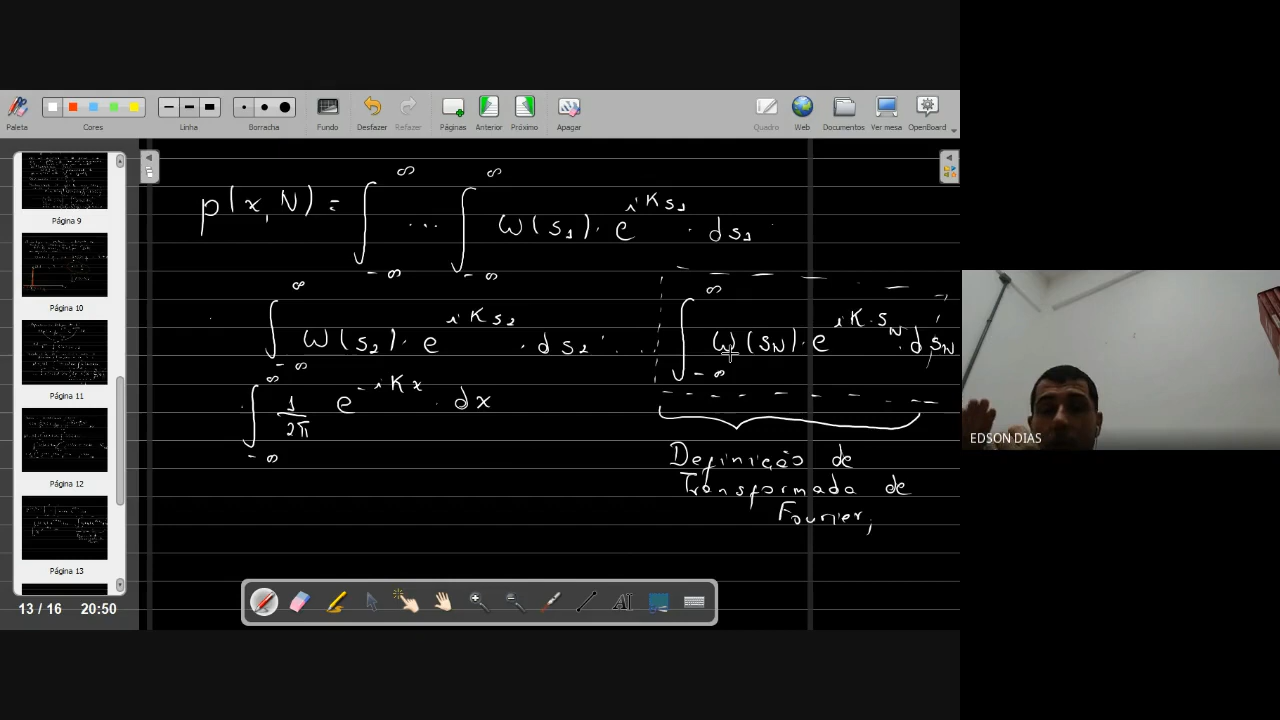 Paleta
Cores
Linha
Borracha
Fundo
Desfazer
Refazer
Páginas
Anterior
Próximo
Apagar
Quadro
Web
Documentos
Ver mesa
OpenBoard
Página 9
Página 10
Página 11
Página 12
Página 13
13 / 16 20:50
p(x, N) = ∫_{-∞}^{∞} ... ∫_{-∞}^{∞} ω(s₁) · e^{iKs₁} · ds₁
∫_{-∞}^{∞} ω(s₂) · e^{iKs₂} · ds₂ ... ∫_{-∞}^{∞} ω(s_N) · e^{iK·s_N} · ds_N
∫_{-∞}^{∞} 1/2π e^{-iKx} · dx
Definição de
Transformada de
Fourier,
EDSON DIAS